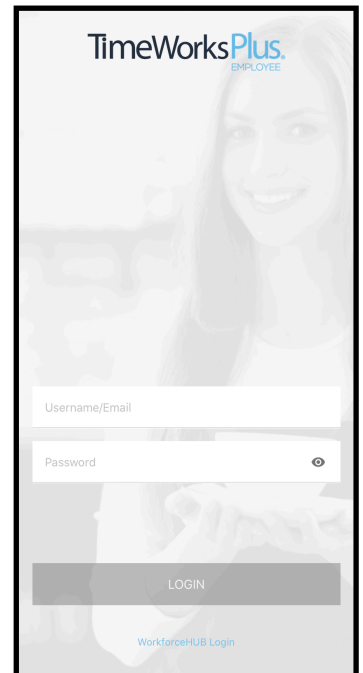 TimeWorksPlus.
EMPLOYEE
Username/Email
Password
LOGIN
WorkforceHUB Login